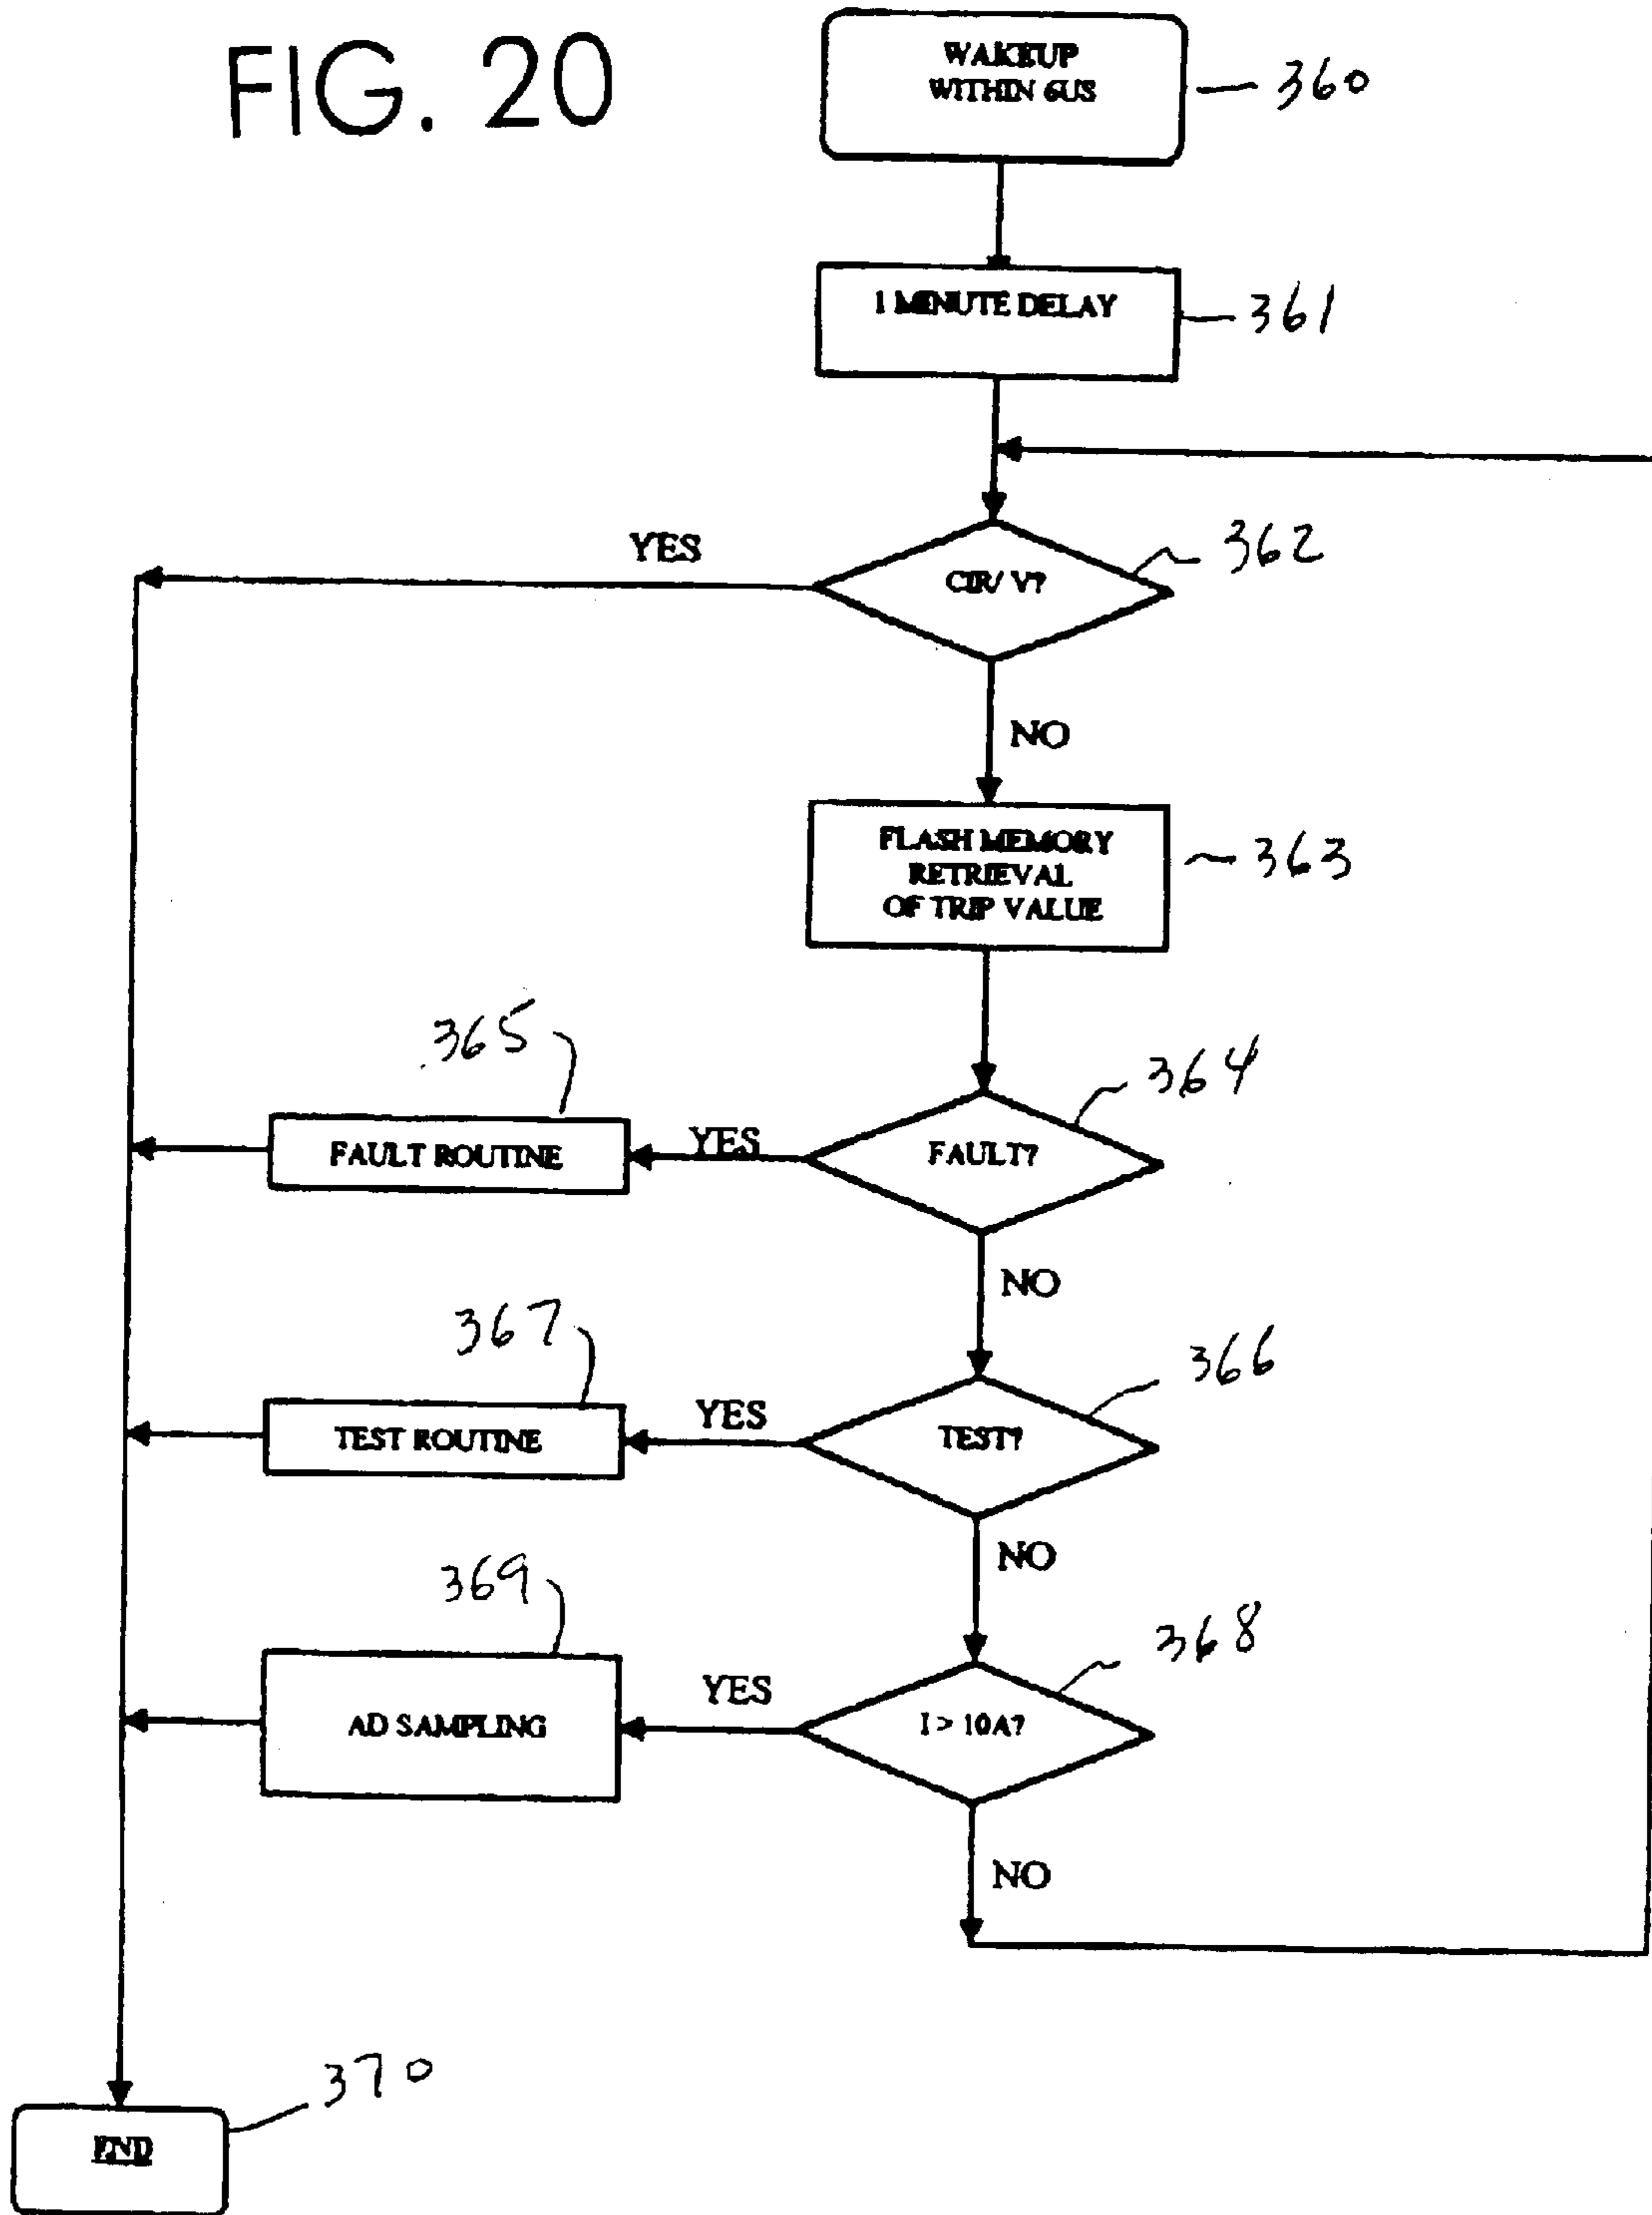 FIG. 20
WAKEUP
WITHIN 6US
360
1 MINUTE DELAY
361
YES
CIR/ V?
362
NO
FLASH MEMORY
RETRIEVAL
OF TRIP VALUE
363
365
364
FAULT ROUTINE
YES
FAULT?
NO
367
366
TEST ROUTINE
YES
TEST?
NO
369
368
AD SAMPLING
YES
I > 10A?
NO
370
END